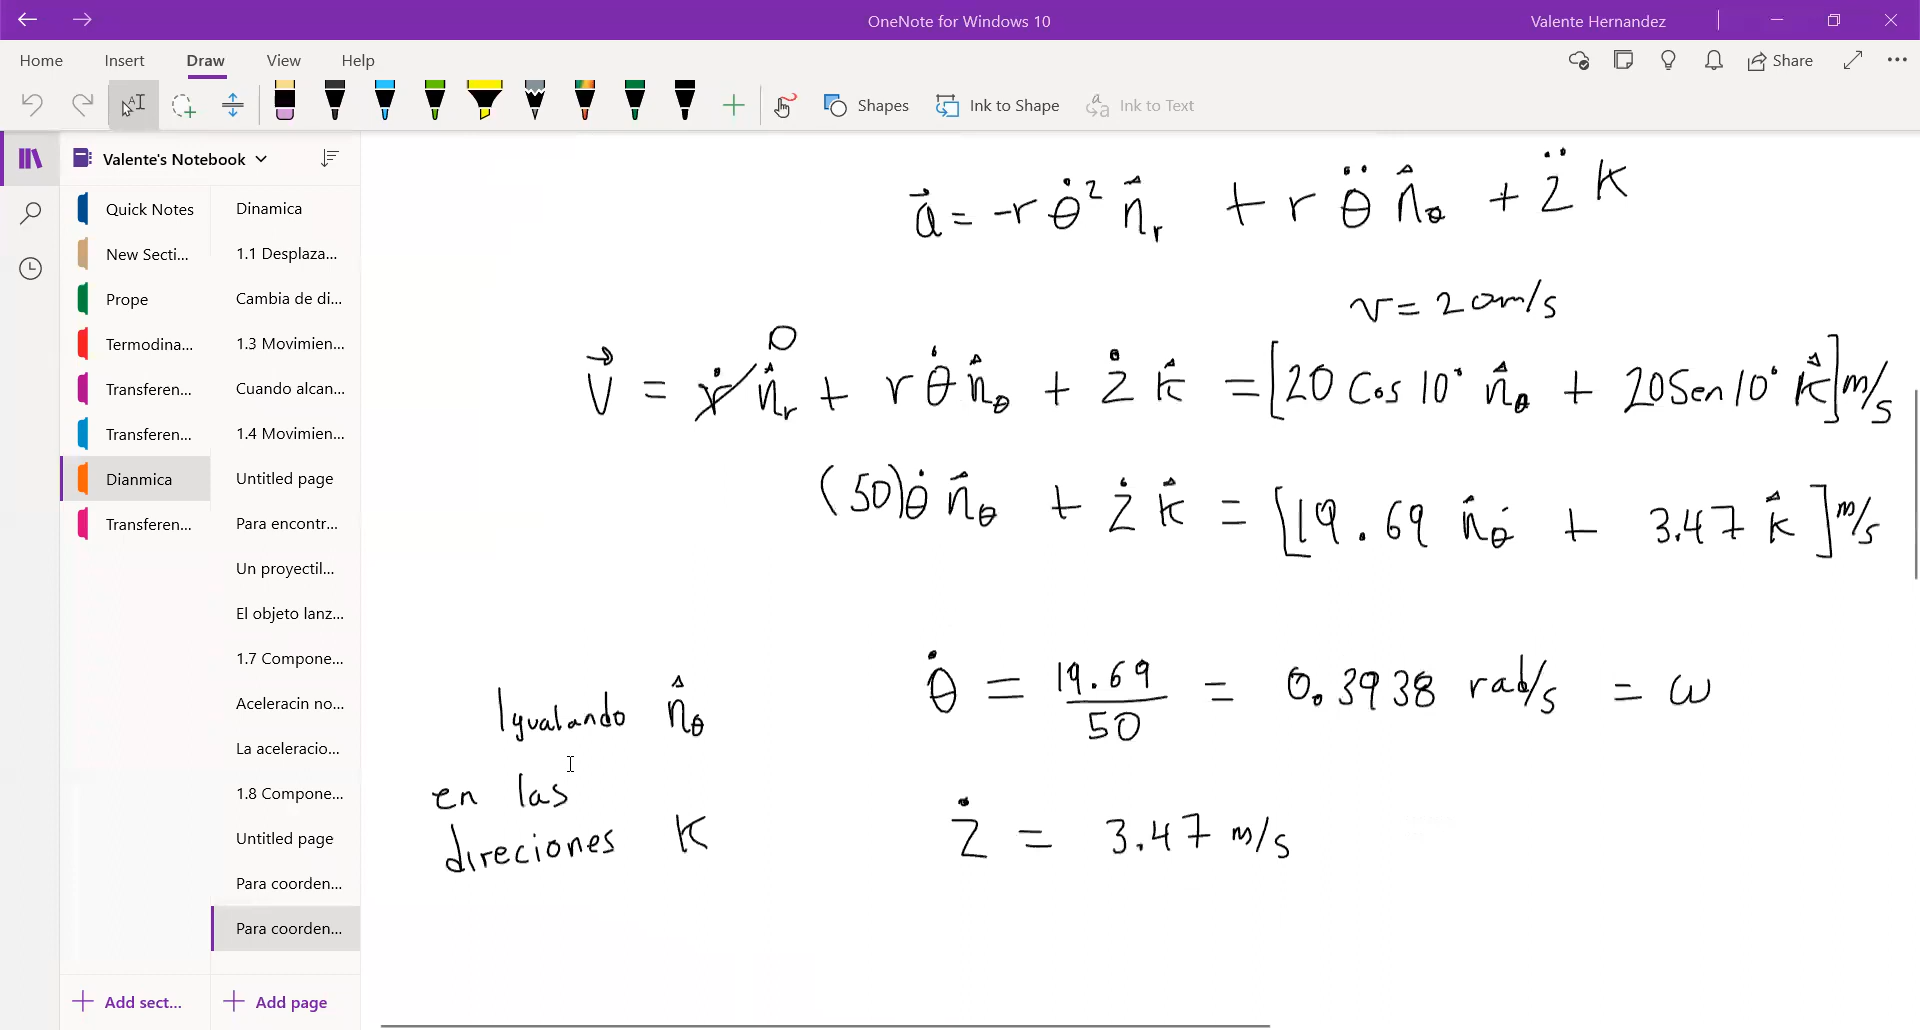 OneNote for Windows 10
Valente Hernandez
Home Insert Draw View Help
Share
Shapes
Ink to Shape
Ink to Text
Valente's Notebook
Quick Notes
New Secti...
Prope
Termodina...
Transferen...
Transferen...
Dianmica
Transferen...
Add sect...
Dinamica
1.1 Desplaza...
Cambia de di...
1.3 Movimien...
Cuando alcan...
1.4 Movimien...
Untitled page
Para encontr...
Un proyectil...
El objeto lanz...
1.7 Compone...
Aceleracin no...
La aceleracio...
1.8 Compone...
Untitled page
Para coorden...
Para coorden...
Add page
a⃗ = -r θ̇² n̂r + r θ̈ n̂θ + z̈ k
v = 20 m/s
V⃗ = ṙ n̂r + r θ̇ n̂θ + ż k̂ = [20 Cos 10° n̂θ + 20 Sen 10° k̂] m/s
0
(50) θ̇ n̂θ + ż k̂ = [19.69 n̂θ + 3.47 k̂] m/s
Igualando n̂θ
en las
direciones K
θ̇ = 19.69/50 = 0.3938 rad/s = ω
ż = 3.47 m/s